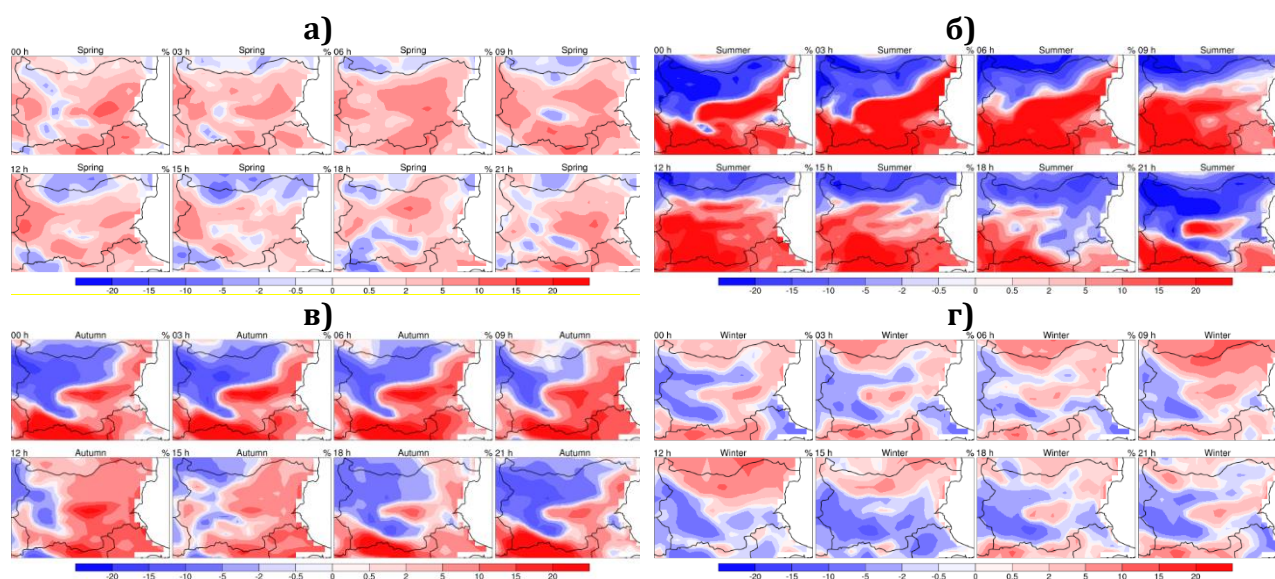 а)
00 h Spring % 03 h Spring % 06 h Spring % 09 h Spring
12 h Spring % 15 h Spring % 18 h Spring % 21 h Spring
-20 -15 -10 -5 -2 -0.5 0 0.5 2 5 10 15 20
б)
00 h Summer % 03 h Summer % 06 h Summer % 09 h Summer
12 h Summer % 15 h Summer % 18 h Summer % 21 h Summer
-20 -15 -10 -5 -2 -0.5 0 0.5 2 5 10 15 20
в)
00 h Autumn % 03 h Autumn % 06 h Autumn % 09 h Autumn %
12 h Autumn % 15 h Autumn % 18 h Autumn % 21 h Autumn %
-20 -15 -10 -5 -2 -0.5 0 0.5 2 5 10 15 20
г)
00 h Winter % 03 h Winter % 06 h Winter % 09 h Winter
12 h Winter % 15 h Winter % 18 h Winter % 21 h Winter
-20 -15 -10 -5 -2 -0.5 0 0.5 2 5 10 15 20